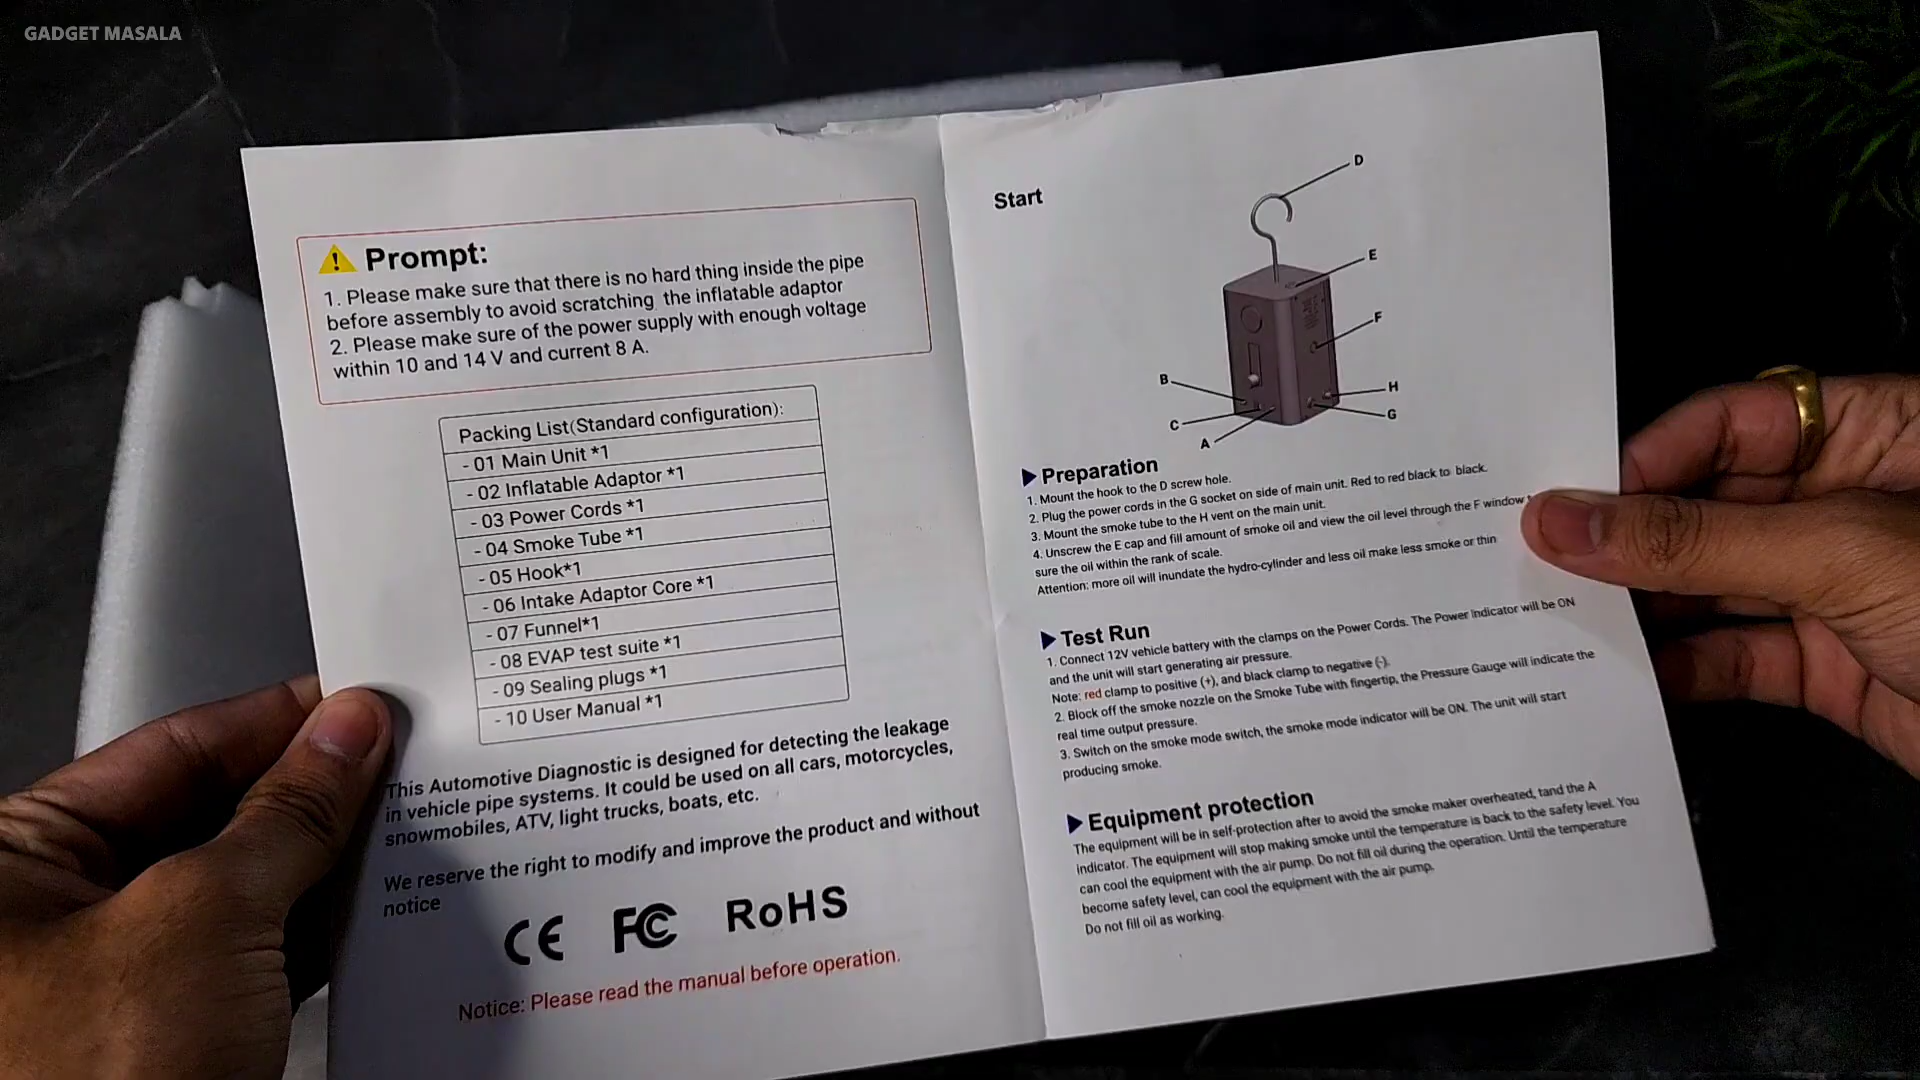 GADGET MASALA
Prompt:
1. Please make sure that there is no hard thing inside the pipe
before assembly to avoid scratching the inflatable adaptor
2. Please make sure of the power supply with enough voltage
within 10 and 14 V and current 8 A.
Packing List(Standard configuration):
- 01 Main Unit *1
- 02 Inflatable Adaptor *1
- 03 Power Cords *1
- 04 Smoke Tube *1
- 05 Hook*1
- 06 Intake Adaptor Core *1
- 07 Funnel*1
- 08 EVAP test suite *1
- 09 Sealing plugs *1
- 10 User Manual *1
This Automotive Diagnostic is designed for detecting the leakage
in vehicle pipe systems. It could be used on all cars, motorcycles,
snowmobiles, ATV, light trucks, boats, etc.
We reserve the right to modify and improve the product and without
notice
CE FC RoHS
Notice: Please read the manual before operation.
Start
D
E
F
B
H
C
G
A
Preparation
1. Mount the hook to the D screw hole.
2. Plug the power cords in the G socket on side of main unit. Red to red black to black.
3. Mount the smoke tube to the H vent on the main unit.
4. Unscrew the E cap and fill amount of smoke oil and view the oil level through the F window
sure the oil within the rank of scale.
Attention: more oil will inundate the hydro-cylinder and less oil make less smoke or thin
Test Run
1. Connect 12V vehicle battery with the clamps on the Power Cords. The Power Indicator will be ON
and the unit will start generating air pressure.
Note: red clamp to positive (+), and black clamp to negative (-).
2. Block off the smoke nozzle on the Smoke Tube with fingertip, the Pressure Gauge will indicate the
real time output pressure.
3. Switch on the smoke mode switch, the smoke mode indicator will be ON. The unit will start
producing smoke.
Equipment protection
The equipment will be in self-protection after to avoid the smoke maker overheated, tand the A
indicator. The equipment will stop making smoke until the temperature is back to the safety level. You
can cool the equipment with the air pump. Do not fill oil during the operation. Until the temperature
become safety level, can cool the equipment with the air pump.
Do not fill oil as working.